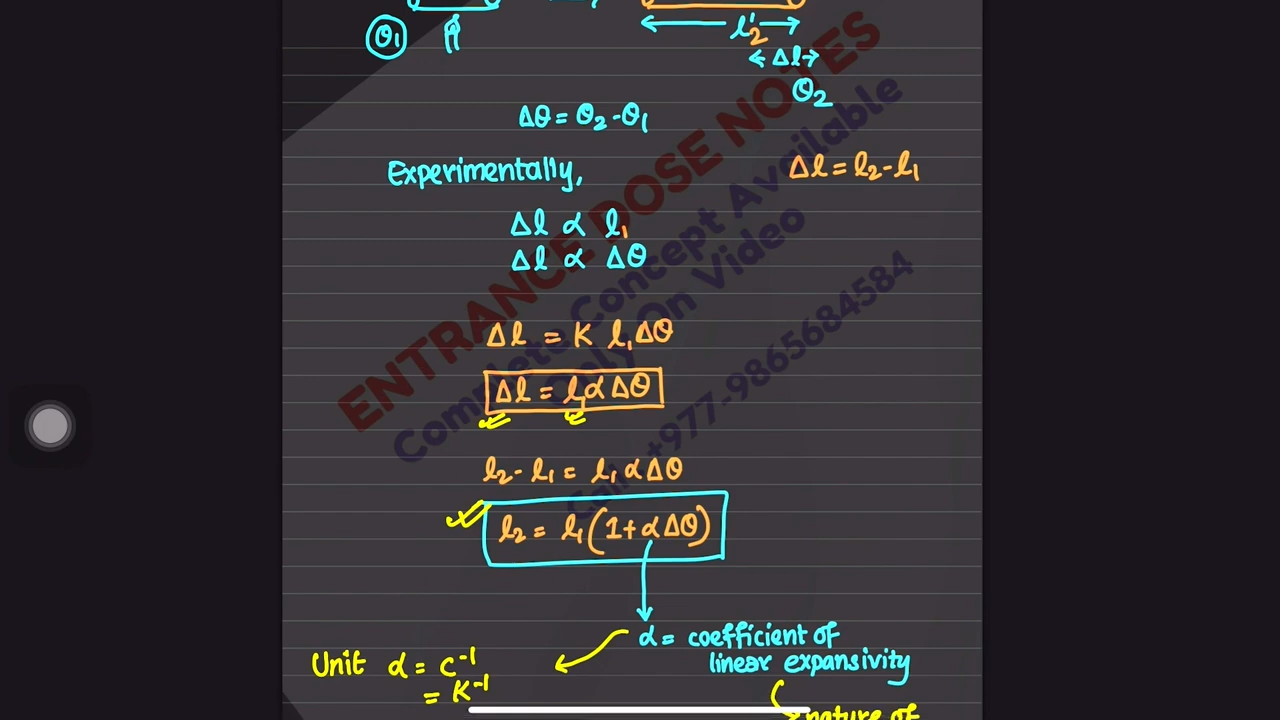 θ₁
l₂'
Δl
θ₂
Δθ = θ₂ - θ₁
Experimentally,
Δl = l₂ - l₁
Δl ∝ l₁
Δl ∝ Δθ
Δl = K l₁ Δθ
Δl = l₁ α Δθ
l₂ - l₁ = l₁ α Δθ
l₂ = l₁ (1 + α Δθ)
α = coefficient of
linear expansivity
Unit α = C⁻¹
= K⁻¹
nature of
ENTRANCE DOSE NOTES
Complete Concept Available
Only On Video
Call +977-9865684584